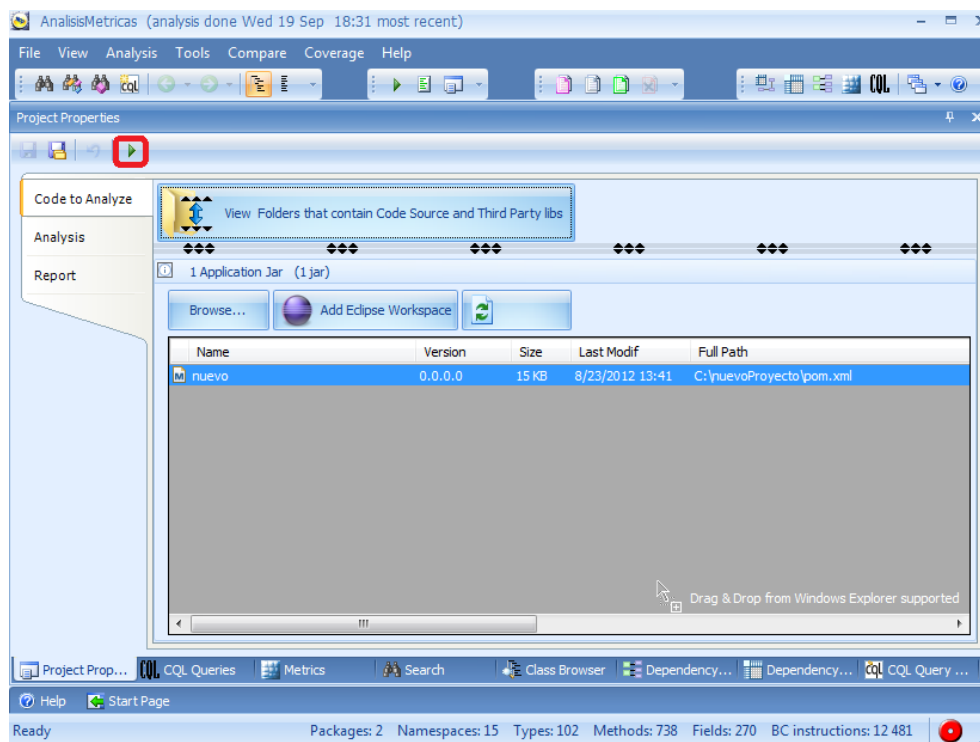 AnalisisMetricas (analysis done Wed 19 Sep 18:31 most recent)
File View Analysis Tools Compare Coverage Help
CQL CQL
Project Properties
Code to Analyze
View Folders that contain Code Source and Third Party libs
Analysis
Report
1 Application Jar (1 jar)
Browse... Add Eclipse Workspace
Name Version Size Last Modif Full Path
M nuevo 0.0.0.0 15 KB 8/23/2012 13:41 C:\nuevoProyecto\pom.xml
Drag & Drop from Windows Explorer supported
Project Prop... CQL CQL Queries Metrics Search Class Browser Dependency... Dependency... CQL CQL Query ...
Help Start Page
Ready Packages: 2 Namespaces: 15 Types: 102 Methods: 738 Fields: 270 BC instructions: 12 481